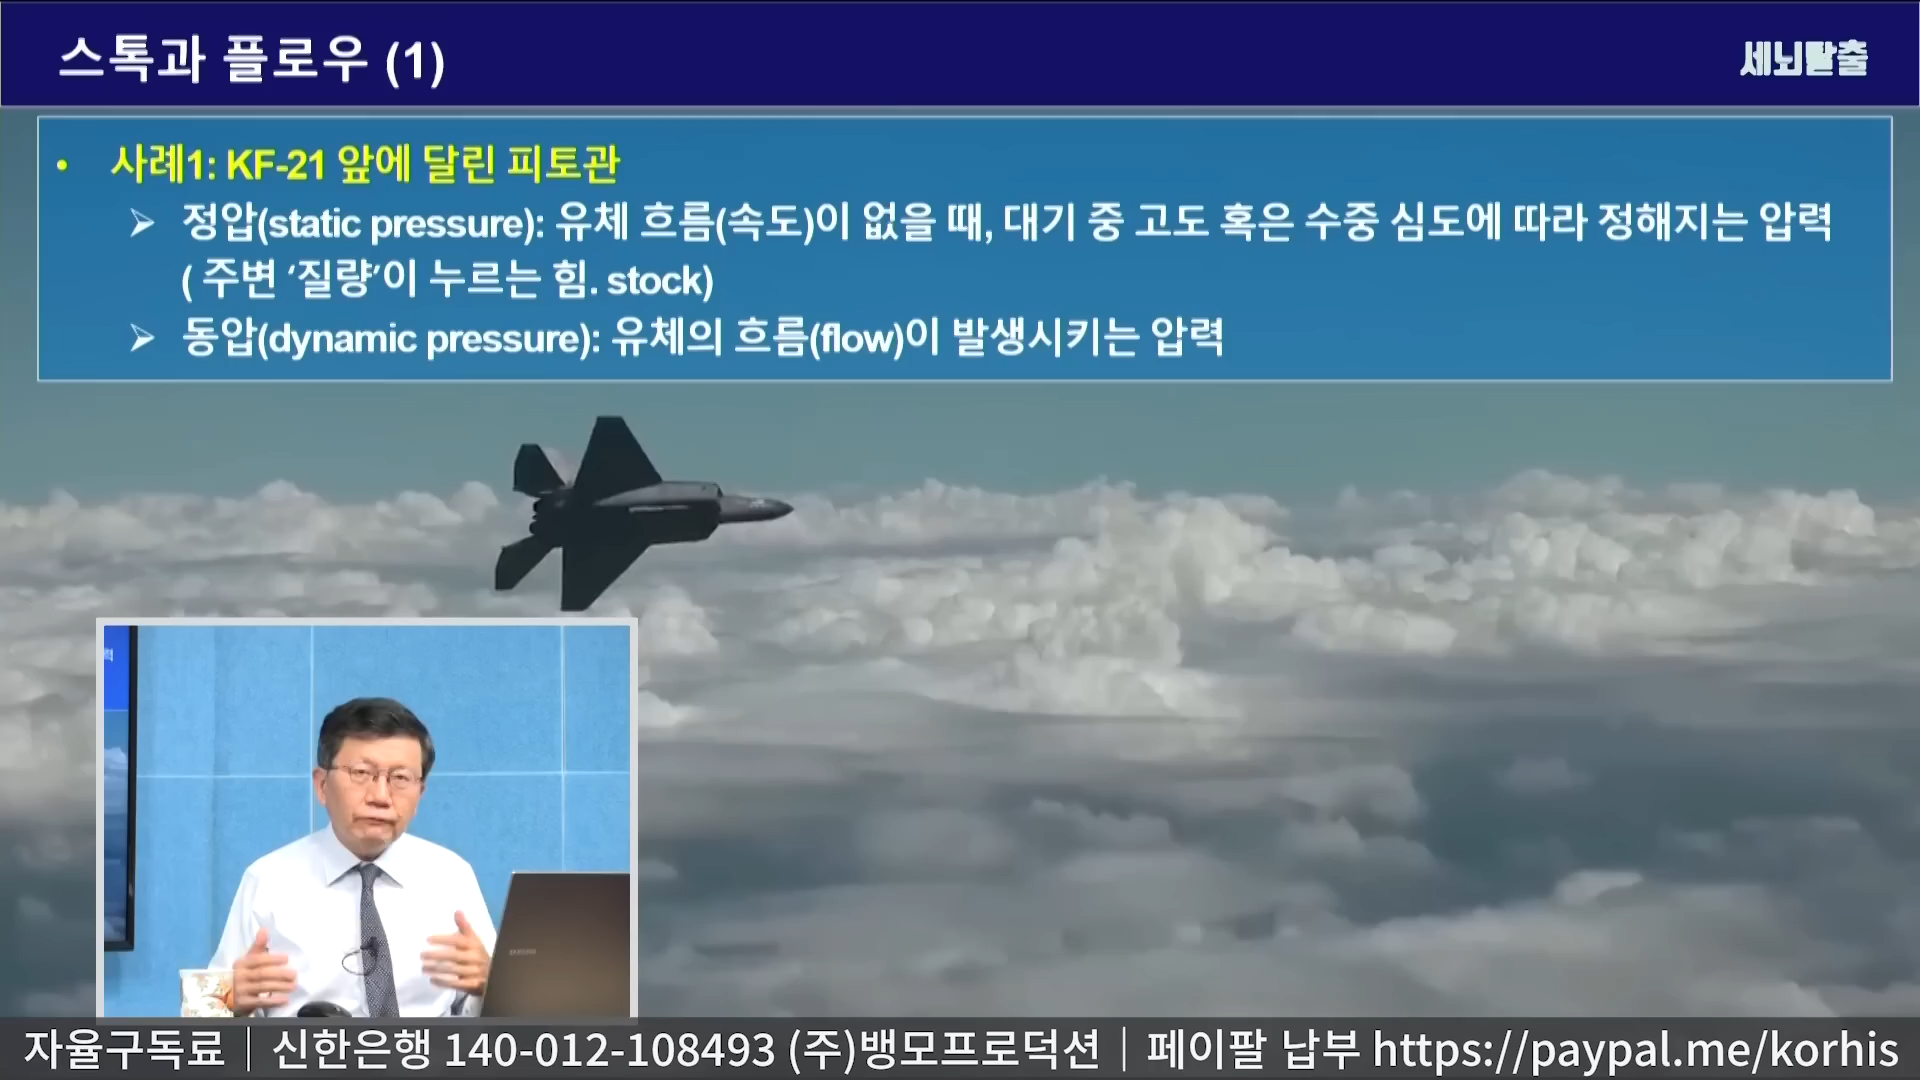 스톡과 플로우 (1)
세뇌탈출
• 사례1: KF-21 앞에 달린 피토관
➢ 정압(static pressure): 유체 흐름(속도)이 없을 때, 대기 중 고도 혹은 수중 심도에 따라 정해지는 압력
( 주변 ‘질량’이 누르는 힘. stock)
➢ 동압(dynamic pressure): 유체의 흐름(flow)이 발생시키는 압력
SAMSUNG
자율구독료│신한은행 140-012-108493 (주)뱅모프로덕션│페이팔 납부 https://paypal.me/korhis